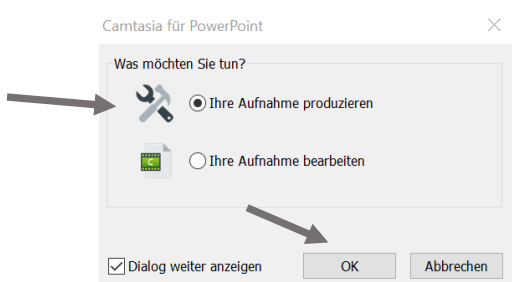 Camtasia für PowerPoint
Was möchten Sie tun?
Ihre Aufnahme produzieren
C
Ihre Aufnahme bearbeiten
Dialog weiter anzeigen
OK
Abbrechen